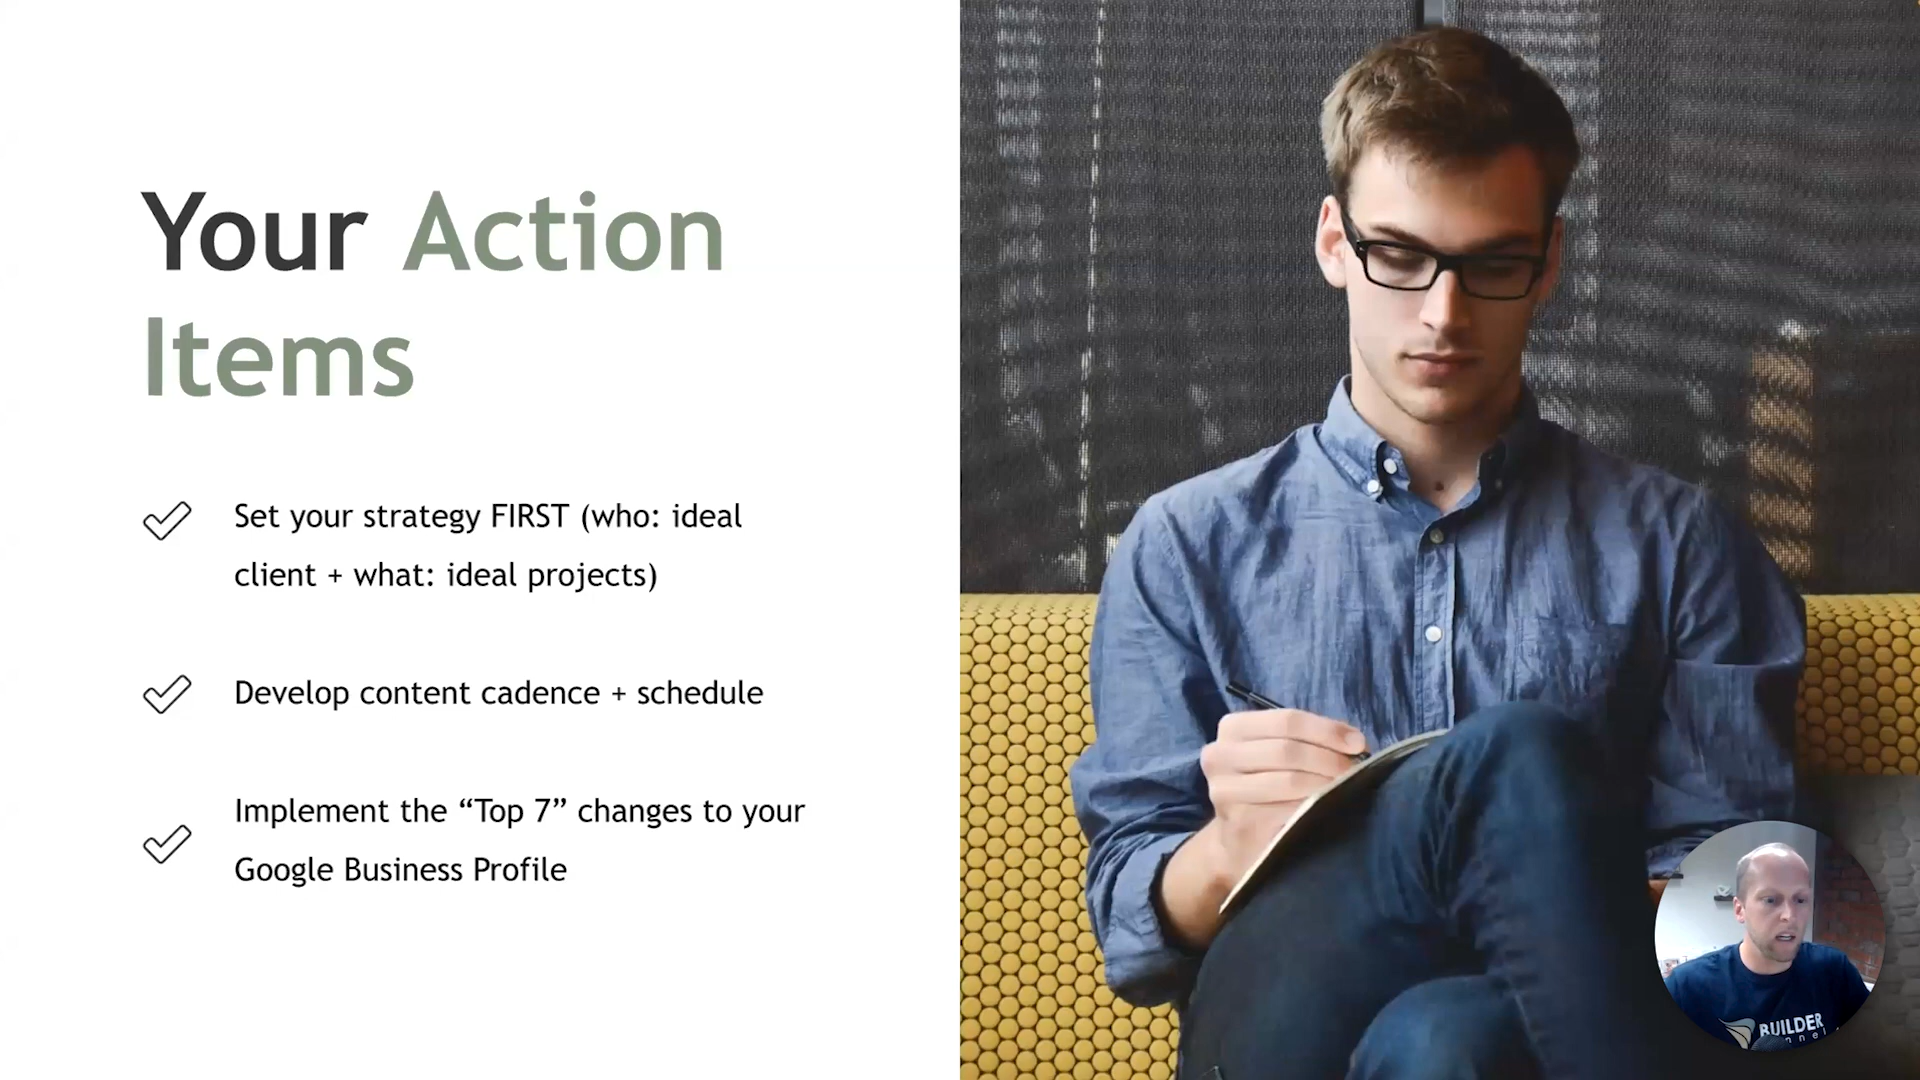 Your Action
Items
Set your strategy FIRST (who: ideal
client + what: ideal projects)
Develop content cadence + schedule
Implement the “Top 7” changes to your
Google Business Profile
BUILDER